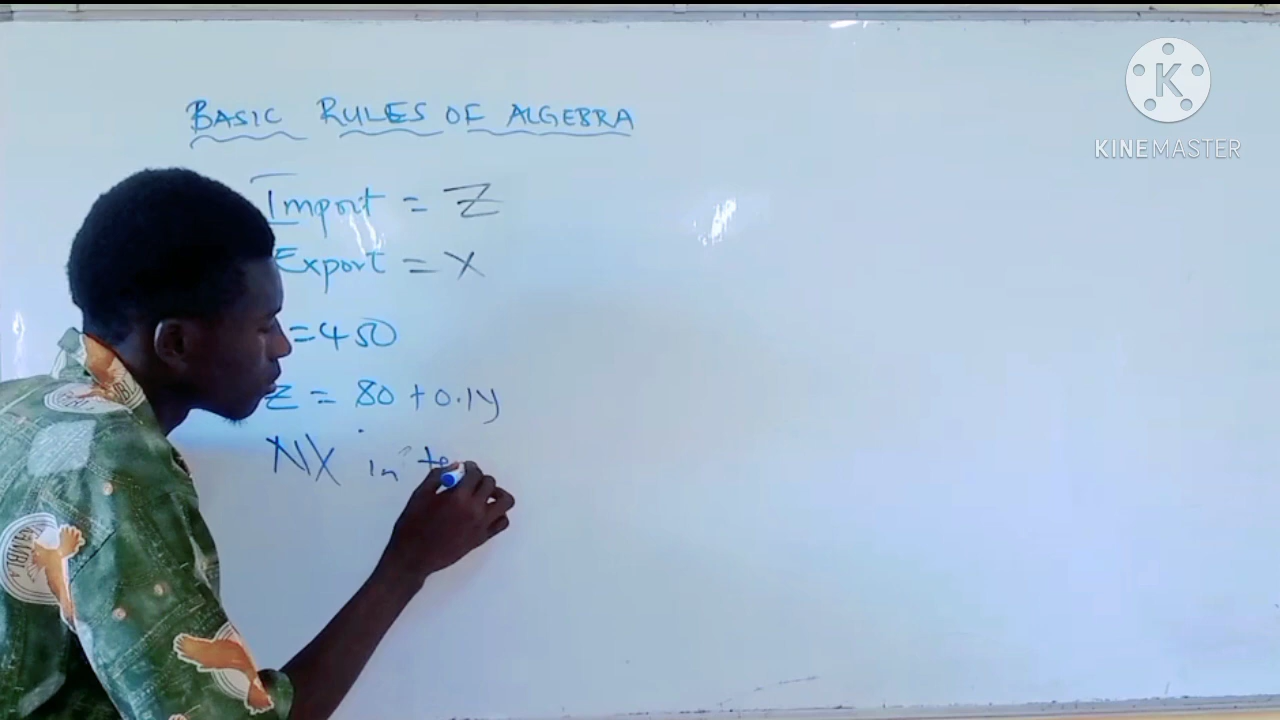 BASIC RULES OF ALGEBRA
Import = Z
Export = X
=450
Z = 80 + 0.1y
NX in
K
KINEMASTER